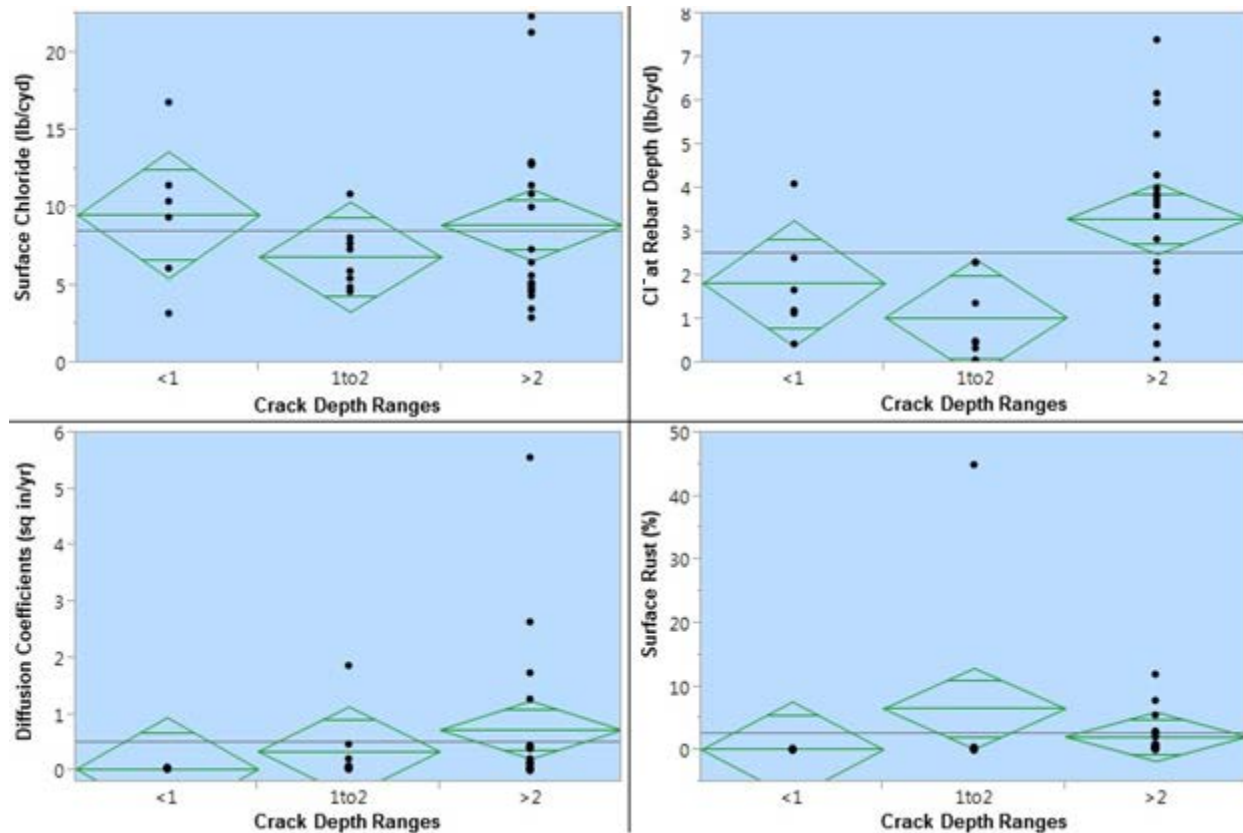 Surface Chloride (lb/cyd)
20
15
10
5
0
<1
1to2
>2
Crack Depth Ranges
Cl⁻ at Rebar Depth (lb/cyd)
8
7
6
5
4
3
2
1
0
<1
1to2
>2
Crack Depth Ranges
Diffusion Coefficients (sq in/yr)
6
5
4
3
2
1
0
<1
1to2
>2
Crack Depth Ranges
Surface Rust (%)
50
40
30
20
10
0
<1
1to2
>2
Crack Depth Ranges